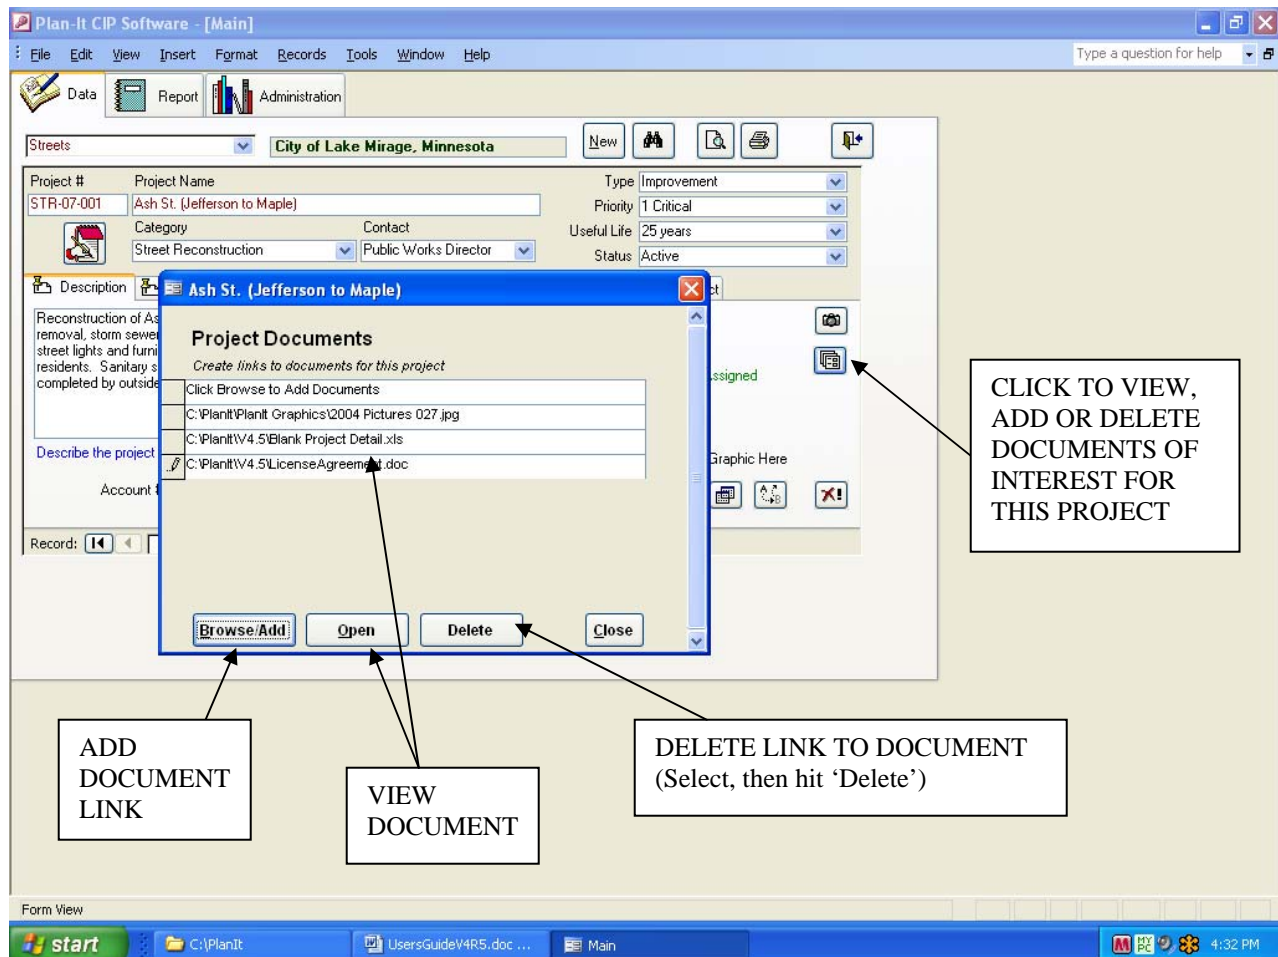 Plan-It CIP Software - [Main]
File Edit View Insert Format Records Tools Window Help
Type a question for help
Data Report Administration
Streets
City of Lake Mirage, Minnesota
New
Project # Project Name
STR-07-001 Ash St. (Jefferson to Maple)
Category Contact
Street Reconstruction Public Works Director
Type Improvement
Priority 1 Critical
Useful Life 25 years
Status Active
Description
Reconstruction of As
removal, storm sewe
street lights and furni
residents. Sanitary s
completed by outside
Describe the project
Account #
Record:
Ash St. (Jefferson to Maple)
Project Documents
Create links to documents for this project
Click Browse to Add Documents
C:\PlanIt\PlanIt Graphics\2004 Pictures 027.jpg
C:\PlanIt\V4.5\Blank Project Detail.xls
C:\PlanIt\V4.5\LicenseAgreement.doc
Browse/Add Open Delete Close
ct
ssigned
Graphic Here
CLICK TO VIEW,
ADD OR DELETE
DOCUMENTS OF
INTEREST FOR
THIS PROJECT
ADD
DOCUMENT
LINK
VIEW
DOCUMENT
DELETE LINK TO DOCUMENT
(Select, then hit ‘Delete’)
Form View
start C:\PlanIt UsersGuideV4R5.doc ... Main 4:32 PM